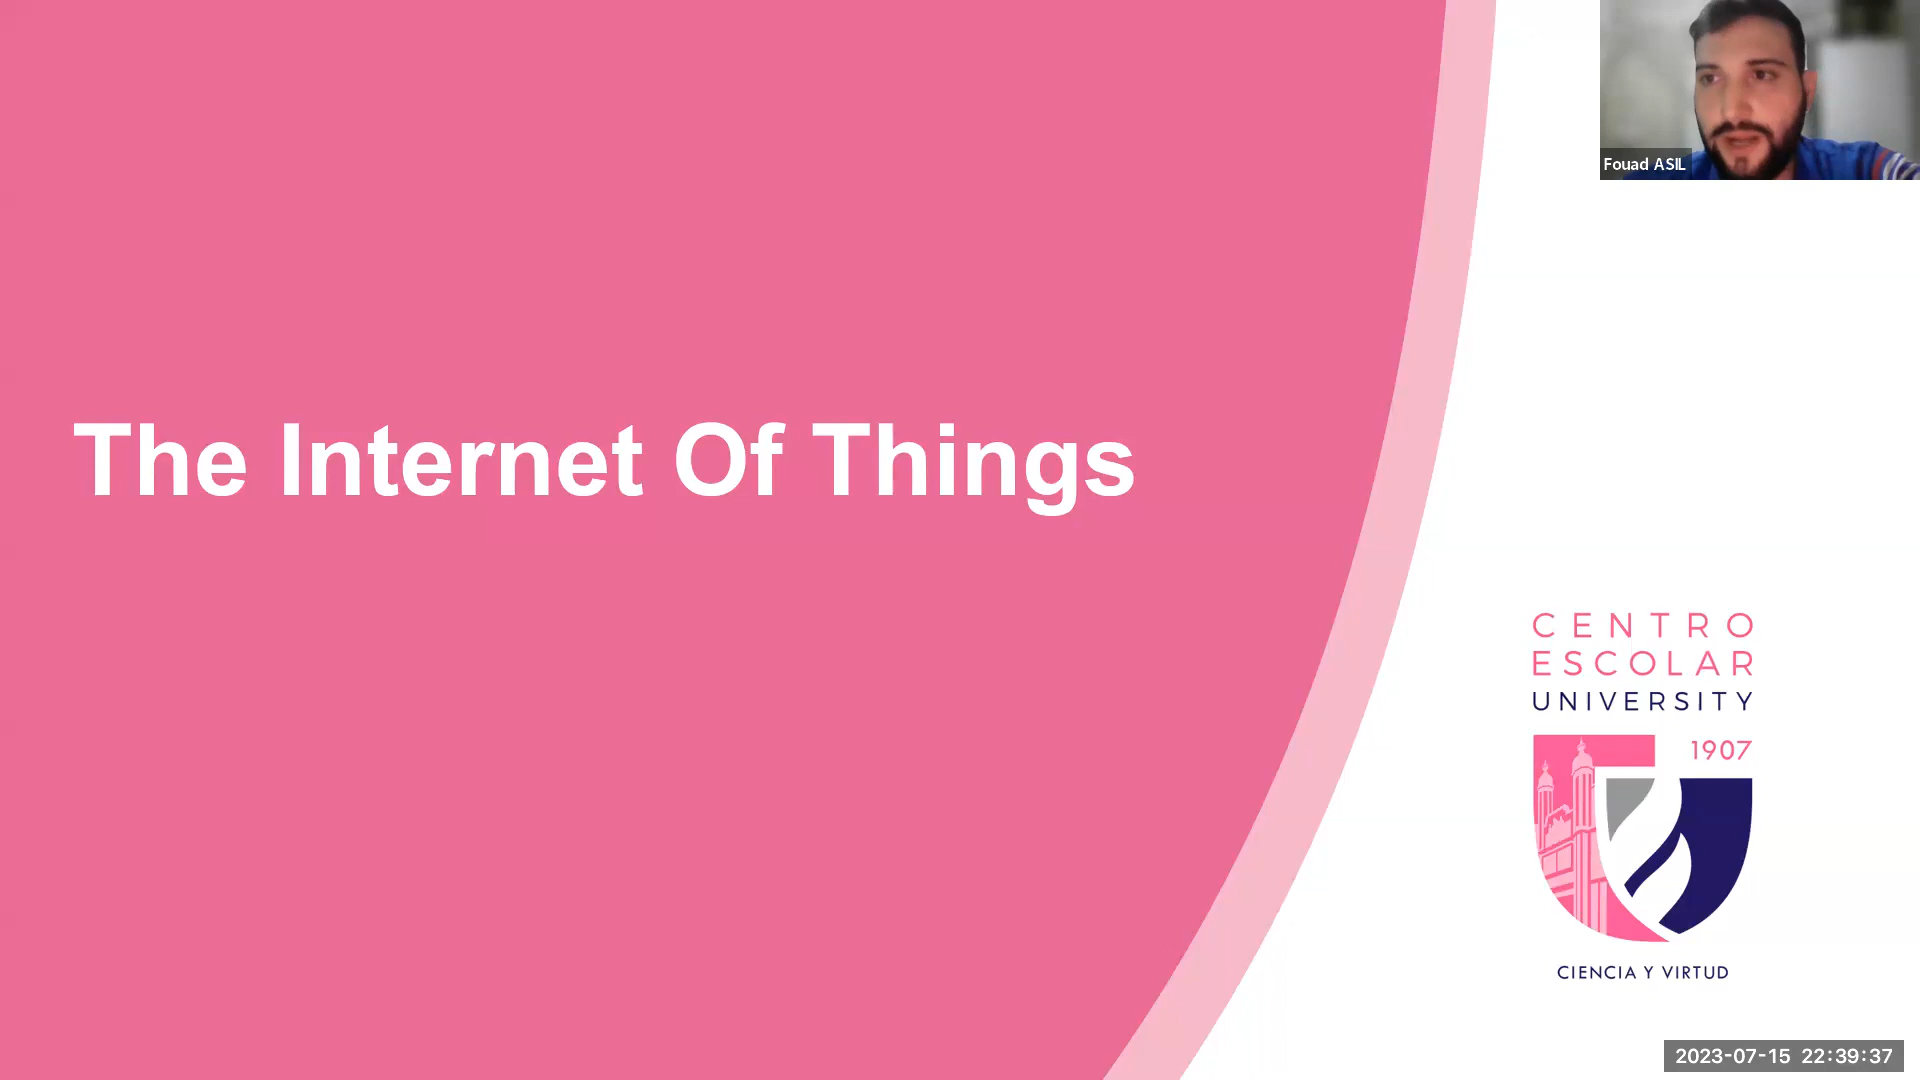 Fouad ASIL
The Internet Of Things
CENTRO
ESCOLAR
UNIVERSITY
1907
CIENCIA Y VIRTUD
2023-07-15 22:39:37